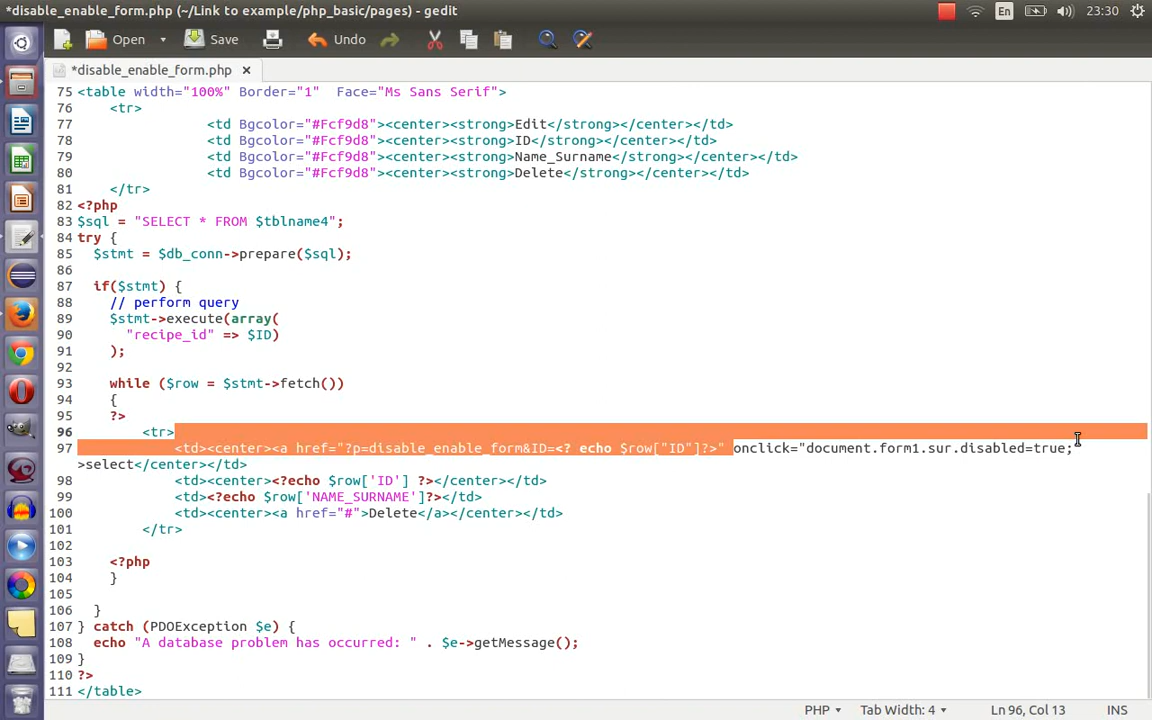 *disable_enable_form.php (~/Link to example/php_basic/pages) - gedit
En
23:30
Open
Save
Undo
*disable_enable_form.php
75 <table width="100%" Border="1"  Face="Ms Sans Serif">
76     <tr>
77                 <td Bgcolor="#Fcf9d8"><center><strong>Edit</strong></center></td>
78                 <td Bgcolor="#Fcf9d8"><center><strong>ID</strong></center></td>
79                 <td Bgcolor="#Fcf9d8"><center><strong>Name_Surname</strong></center></td>
80                 <td Bgcolor="#Fcf9d8"><center><strong>Delete</strong></center></td>
81     </tr>
82 <?php
83 $sql = "SELECT * FROM $tblname4";
84 try {
85   $stmt = $db_conn->prepare($sql);
86
87   if($stmt) {
88     // perform query
89     $stmt->execute(array(
90       "recipe_id" => $ID)
91     );
92
93     while ($row = $stmt->fetch())
94     {
95     ?>
96         <tr>
97             <td><center><a href="?p=disable_enable_form&ID=<? echo $row["ID"]?>" onclick="document.form1.sur.disabled=true;"
>select</center></td>
98             <td><center><?echo $row['ID'] ?></center></td>
99             <td><?echo $row['NAME_SURNAME']?></td>
100             <td><center><a href="#">Delete</a></center></td>
101         </tr>
102
103     <?php
104     }
105
106   }
107 } catch (PDOException $e) {
108   echo "A database problem has occurred: " . $e->getMessage();
109 }
110 ?>
111 </table>
PHP
Tab Width: 4
Ln 96, Col 13
INS